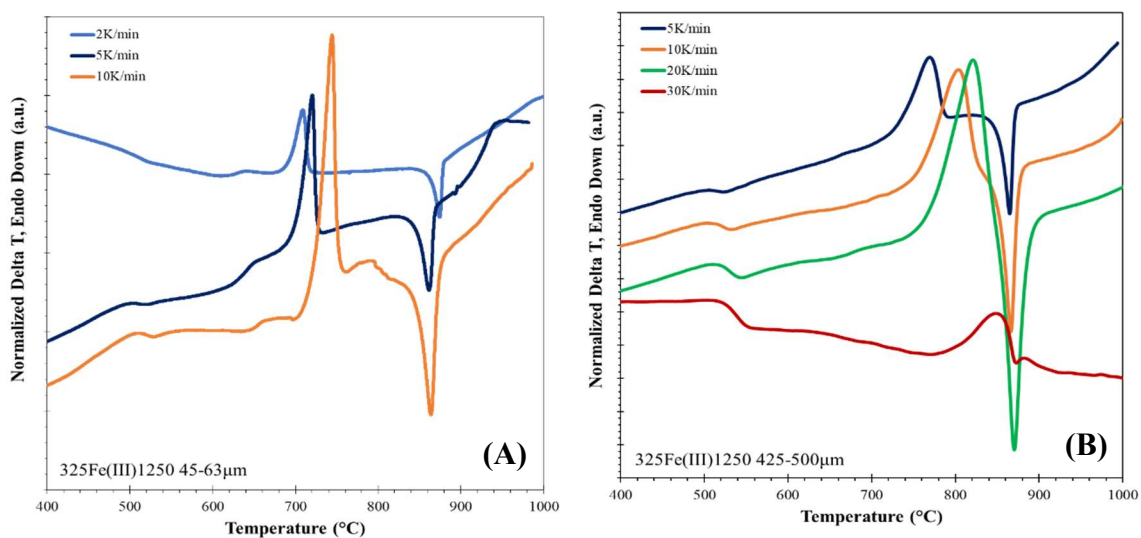 2K/min
5K/min
10K/min
Normalized Delta T, Endo Down (a.u.)
325Fe(III)1250 45-63μm
(A)
400 500 600 700 800 900 1000
Temperature (°C)
5K/min
10K/min
20K/min
30K/min
Normalized Delta T, Endo Down (a.u.)
325Fe(III)1250 425-500μm
(B)
400 500 600 700 800 900 1000
Temperature (°C)